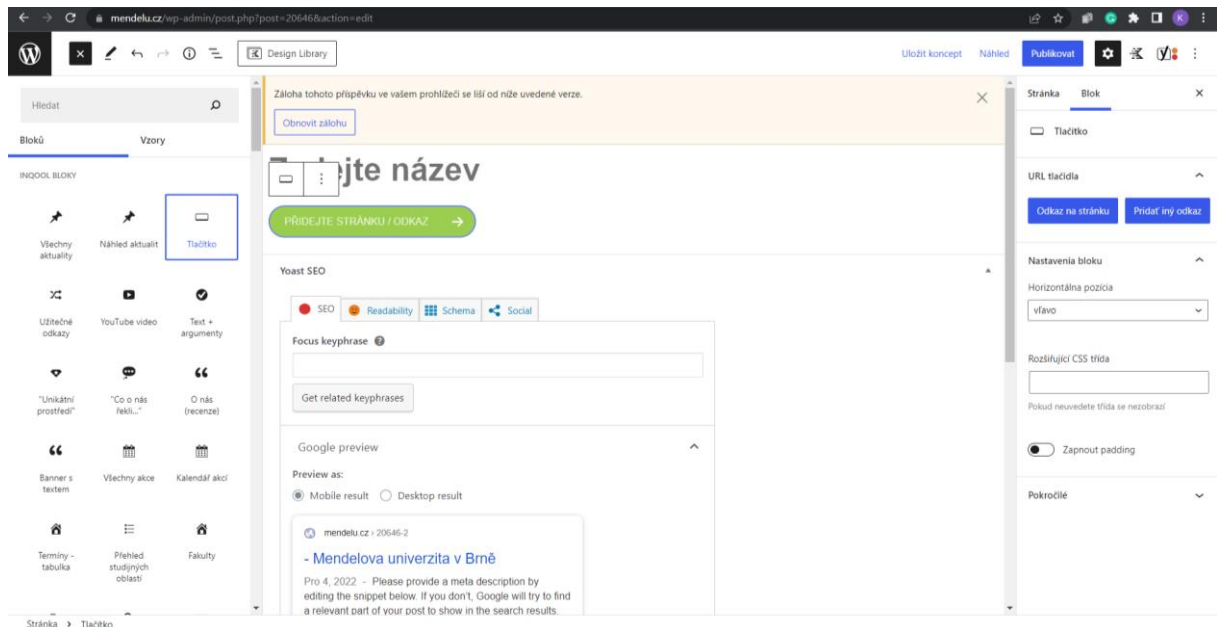 mendelu.cz/wp-admin/post.php?post=20646&action=edit
K
Design Library
Uložit koncept
Náhled
Publikovat
Hledat
Bloků
Vzory
INQOOL BLOKY
Všechny
aktuality
Náhled aktualit
Tlačítko
Užitečné
odkazy
YouTube video
Text +
argumenty
"Unikátní
prostředí"
"Co o nás
řekli..."
O nás
(recenze)
Banner s
textem
Všechny akce
Kalendář akcí
Termíny -
tabulka
Přehled
studijných
oblastí
Fakulty
Záloha tohoto příspěvku ve vašem prohlížeči se liší od níže uvedené verze.
Obnovit zálohu
jte název
PŘIDEJTE STRÁNKU / ODKAZ
Yoast SEO
SEO
Readability
Schema
Social
Focus keyphrase
Get related keyphrases
Google preview
Preview as:
Mobile result
Desktop result
mendelu.cz › 20646-2
- Mendelova univerzita v Brně
Pro 4, 2022 - Please provide a meta description by
editing the snippet below. If you don't, Google will try to find
a relevant part of your post to show in the search results.
Stránka
Blok
Tlačítko
URL tlačidla
Odkaz na stránku
Pridať iný odkaz
Nastavenia bloku
Horizontálna pozícia
vľavo
Rozšiřující CSS třída
Pokud neuvedete třída se nezobrazí
Zapnout padding
Pokročilé
Stránka › Tlačítko